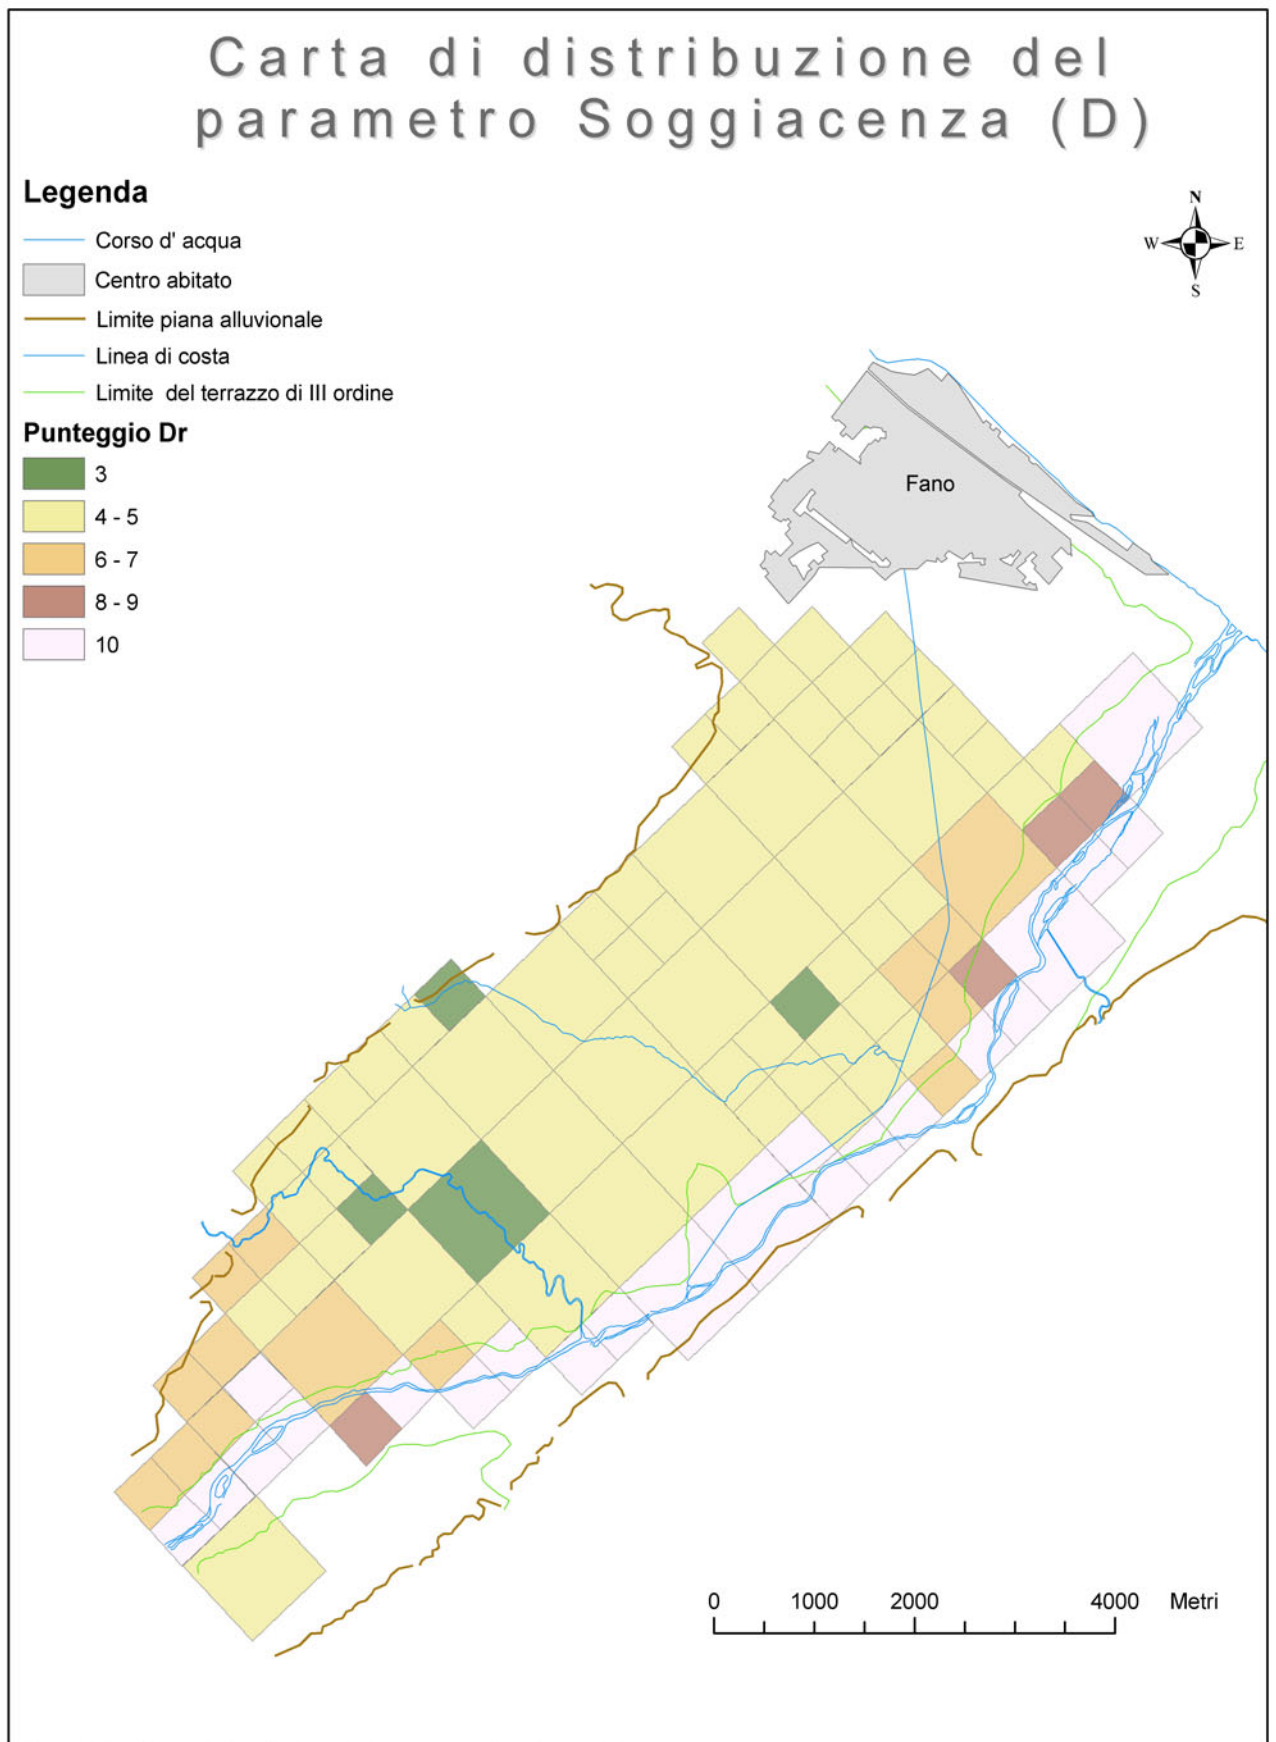 Carta di distribuzione del
parametro Soggiacenza (D)
Legenda
Corso d' acqua
Centro abitato
Limite piana alluvionale
Linea di costa
Limite del terrazzo di III ordine
Punteggio Dr
3
4 - 5
6 - 7
8 - 9
10
N
W E
S
Fano
0 1000 2000 4000 Metri